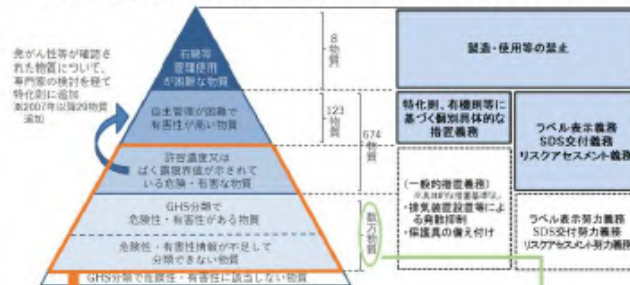 発がん性等が確認さ
れた物質について、
専門家の検討を経て
特化則に追加
※2007年以降29物質
追加
石綿等
管理使用
が困難な物質
自主管理が困難で
有害性が高い物質
許容濃度又は
ばく露限界値が示されて
いる危険・有害な物質
GHS分類で
危険性・有害性がある物質
危険性・有害性情報が不足して
分類できない物質
GHS分類で危険性・有害性に該当しない物質
8
物質
123
物質
674
物質
数万
物質
製造・使用等の禁止
特化則、有機則等に
基づく個別具体的な
措置義務
(一般的措置義務)
・排気装置設置等によ
る発散抑制
・保護具の備え付け
ラベル表示義務
SDS交付義務
リスクアセスメント義務
ラベル表示努力義務
SDS交付努力義務
リスクアセスメント努力義務